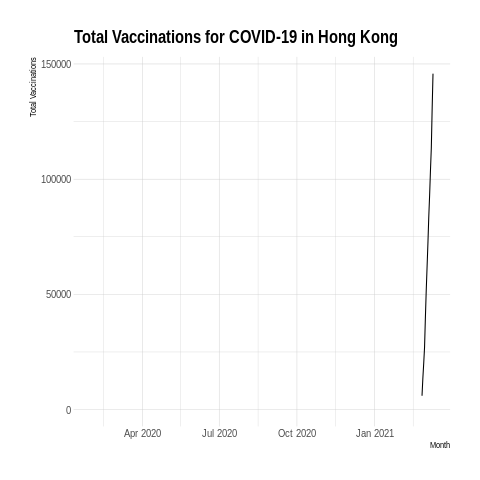 Total Vaccinations for COVID-19 in Hong Kong
Total Vaccinations
150000
100000
50000
0
Apr 2020 Jul 2020 Oct 2020 Jan 2021
Month